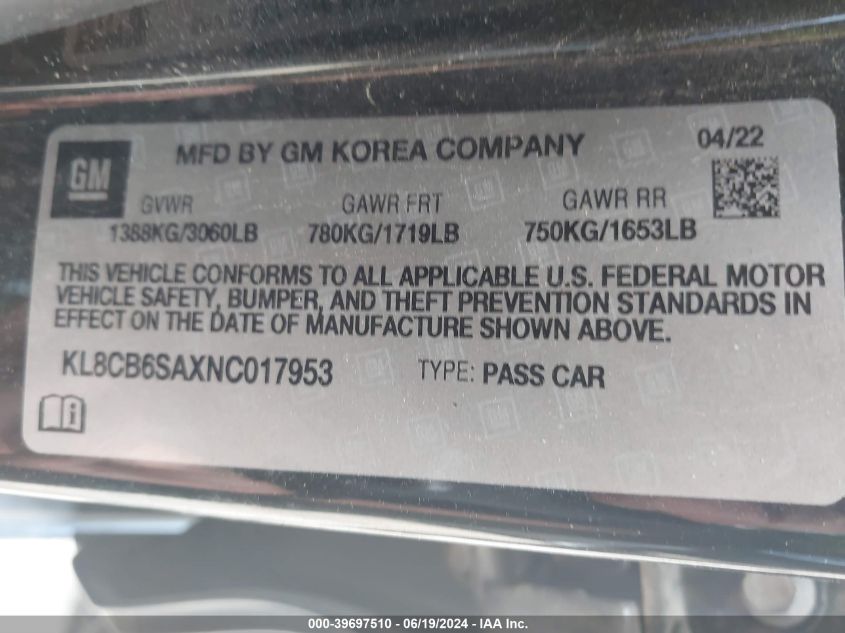 MFD BY GM KOREA COMPANY 04/22
GM
GVWR GAWR FRT GAWR RR
1388KG/3060LB 780KG/1719LB 750KG/1653LB
THIS VEHICLE CONFORMS TO ALL APPLICABLE U.S. FEDERAL MOTOR
VEHICLE SAFETY, BUMPER, AND THEFT PREVENTION STANDARDS IN
EFFECT ON THE DATE OF MANUFACTURE SHOWN ABOVE.
KL8CB6SAXNC017953 TYPE: PASS CAR
000-39697510 - 06/19/2024 - IAA Inc.